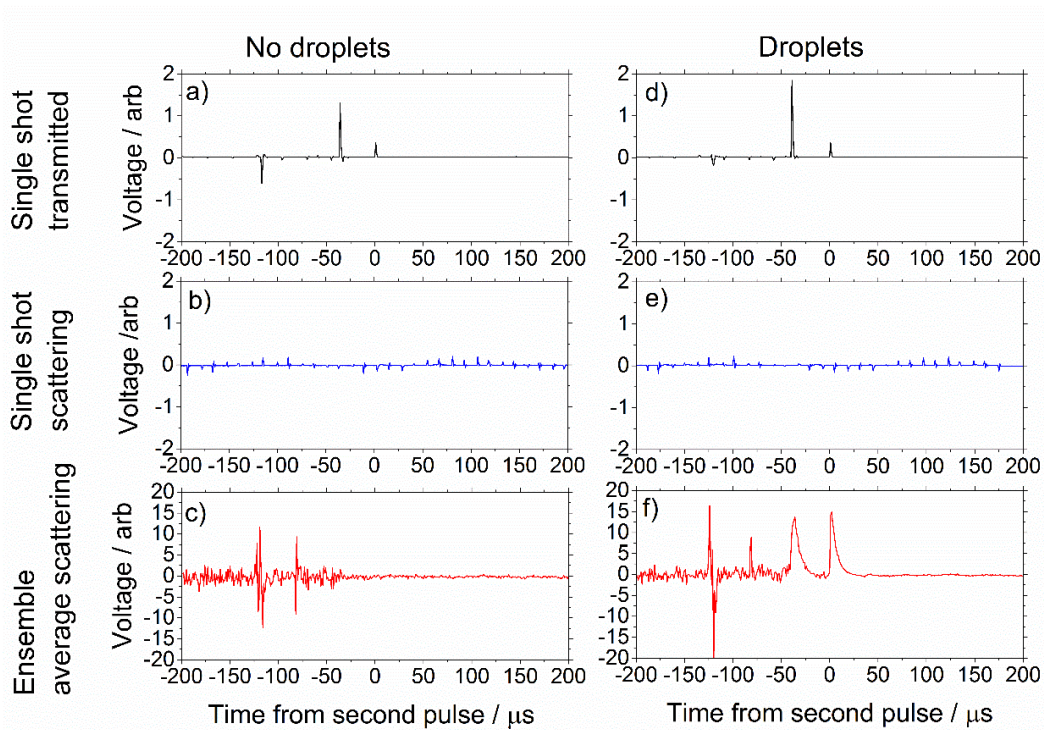 No droplets
Droplets
Single shot
transmitted
Voltage / arb
a)
2
1
0
-1
-2
-200 -150 -100 -50 0 50 100 150 200
d)
2
1
0
-1
-2
-200 -150 -100 -50 0 50 100 150 200
Single shot
scattering
Voltage /arb
b)
2
1
0
-1
-2
-200 -150 -100 -50 0 50 100 150 200
e)
2
1
0
-1
-2
-200 -150 -100 -50 0 50 100 150 200
Ensemble
average scattering
Voltage / arb
c)
20
15
10
5
0
-5
-10
-15
20
-200 -150 -100 -50 0 50 100 150 200
Time from second pulse / μs
Voltage / arb
f)
20
15
10
5
0
-5
-10
-15
20
-200 -150 -100 -50 0 50 100 150 200
Time from second pulse / μs